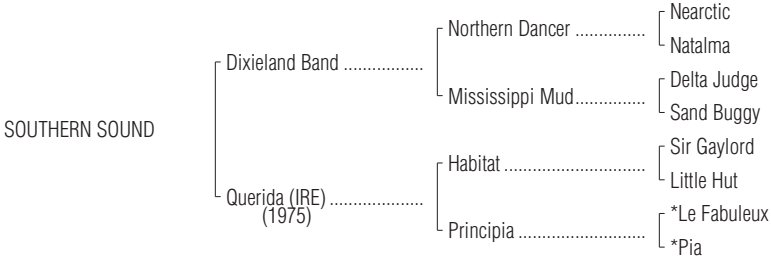 SOUTHERN SOUND
Dixieland Band .................
Querida (IRE) ....................
(1975)
Northern Dancer ...............
Mississippi Mud...............
Habitat ..............................
Principia ...........................
Nearctic
Natalma
Delta Judge
Sand Buggy
Sir Gaylord
Little Hut
*Le Fabuleux
*Pia